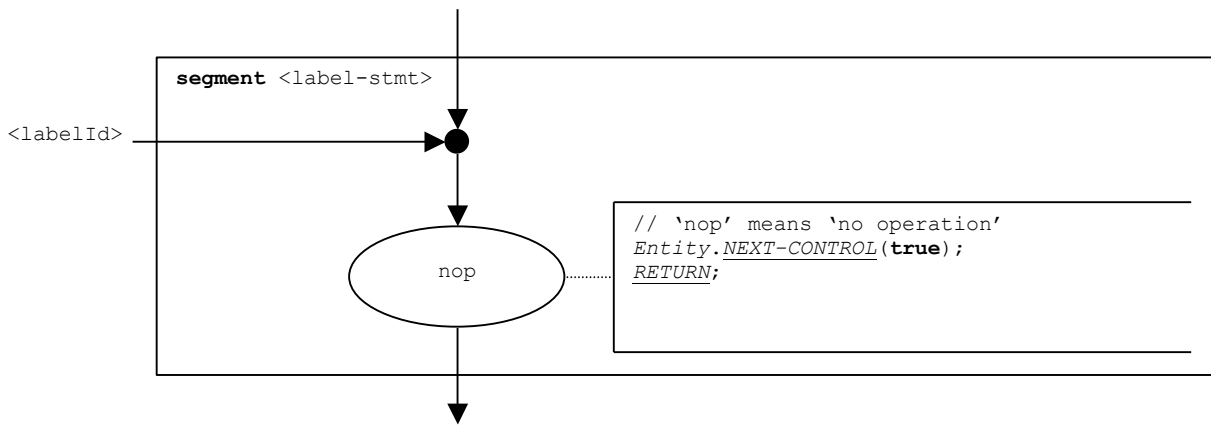 segment <label-stmt>
<labelId>
// ‘nop’ means ‘no operation’
Entity.NEXT-CONTROL(true);
nop
RETURN;